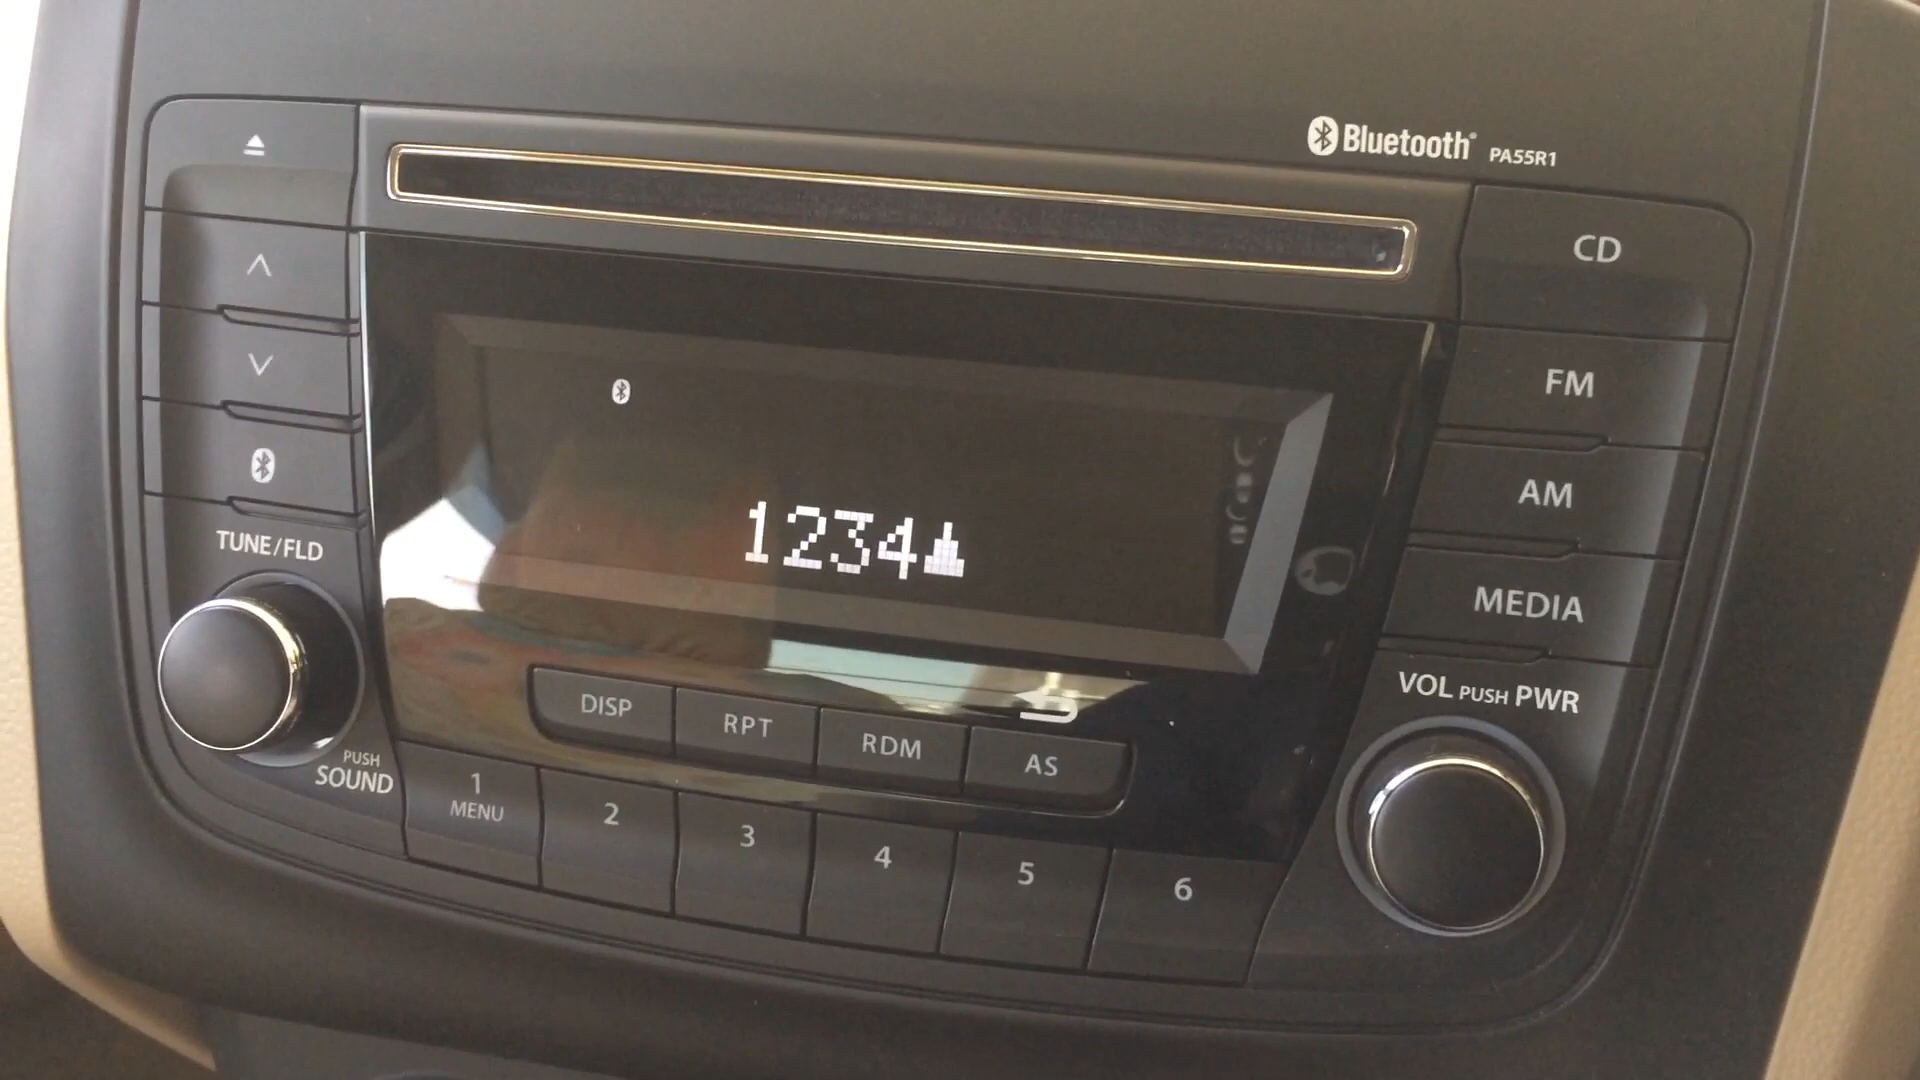 Bluetooth® PA55R1
CD
FM
AM
MEDIA
1234
TUNE/FLD
PUSH
SOUND
DISP
RPT
RDM
AS
VOL PUSH PWR
1
MENU
2
3
4
5
6